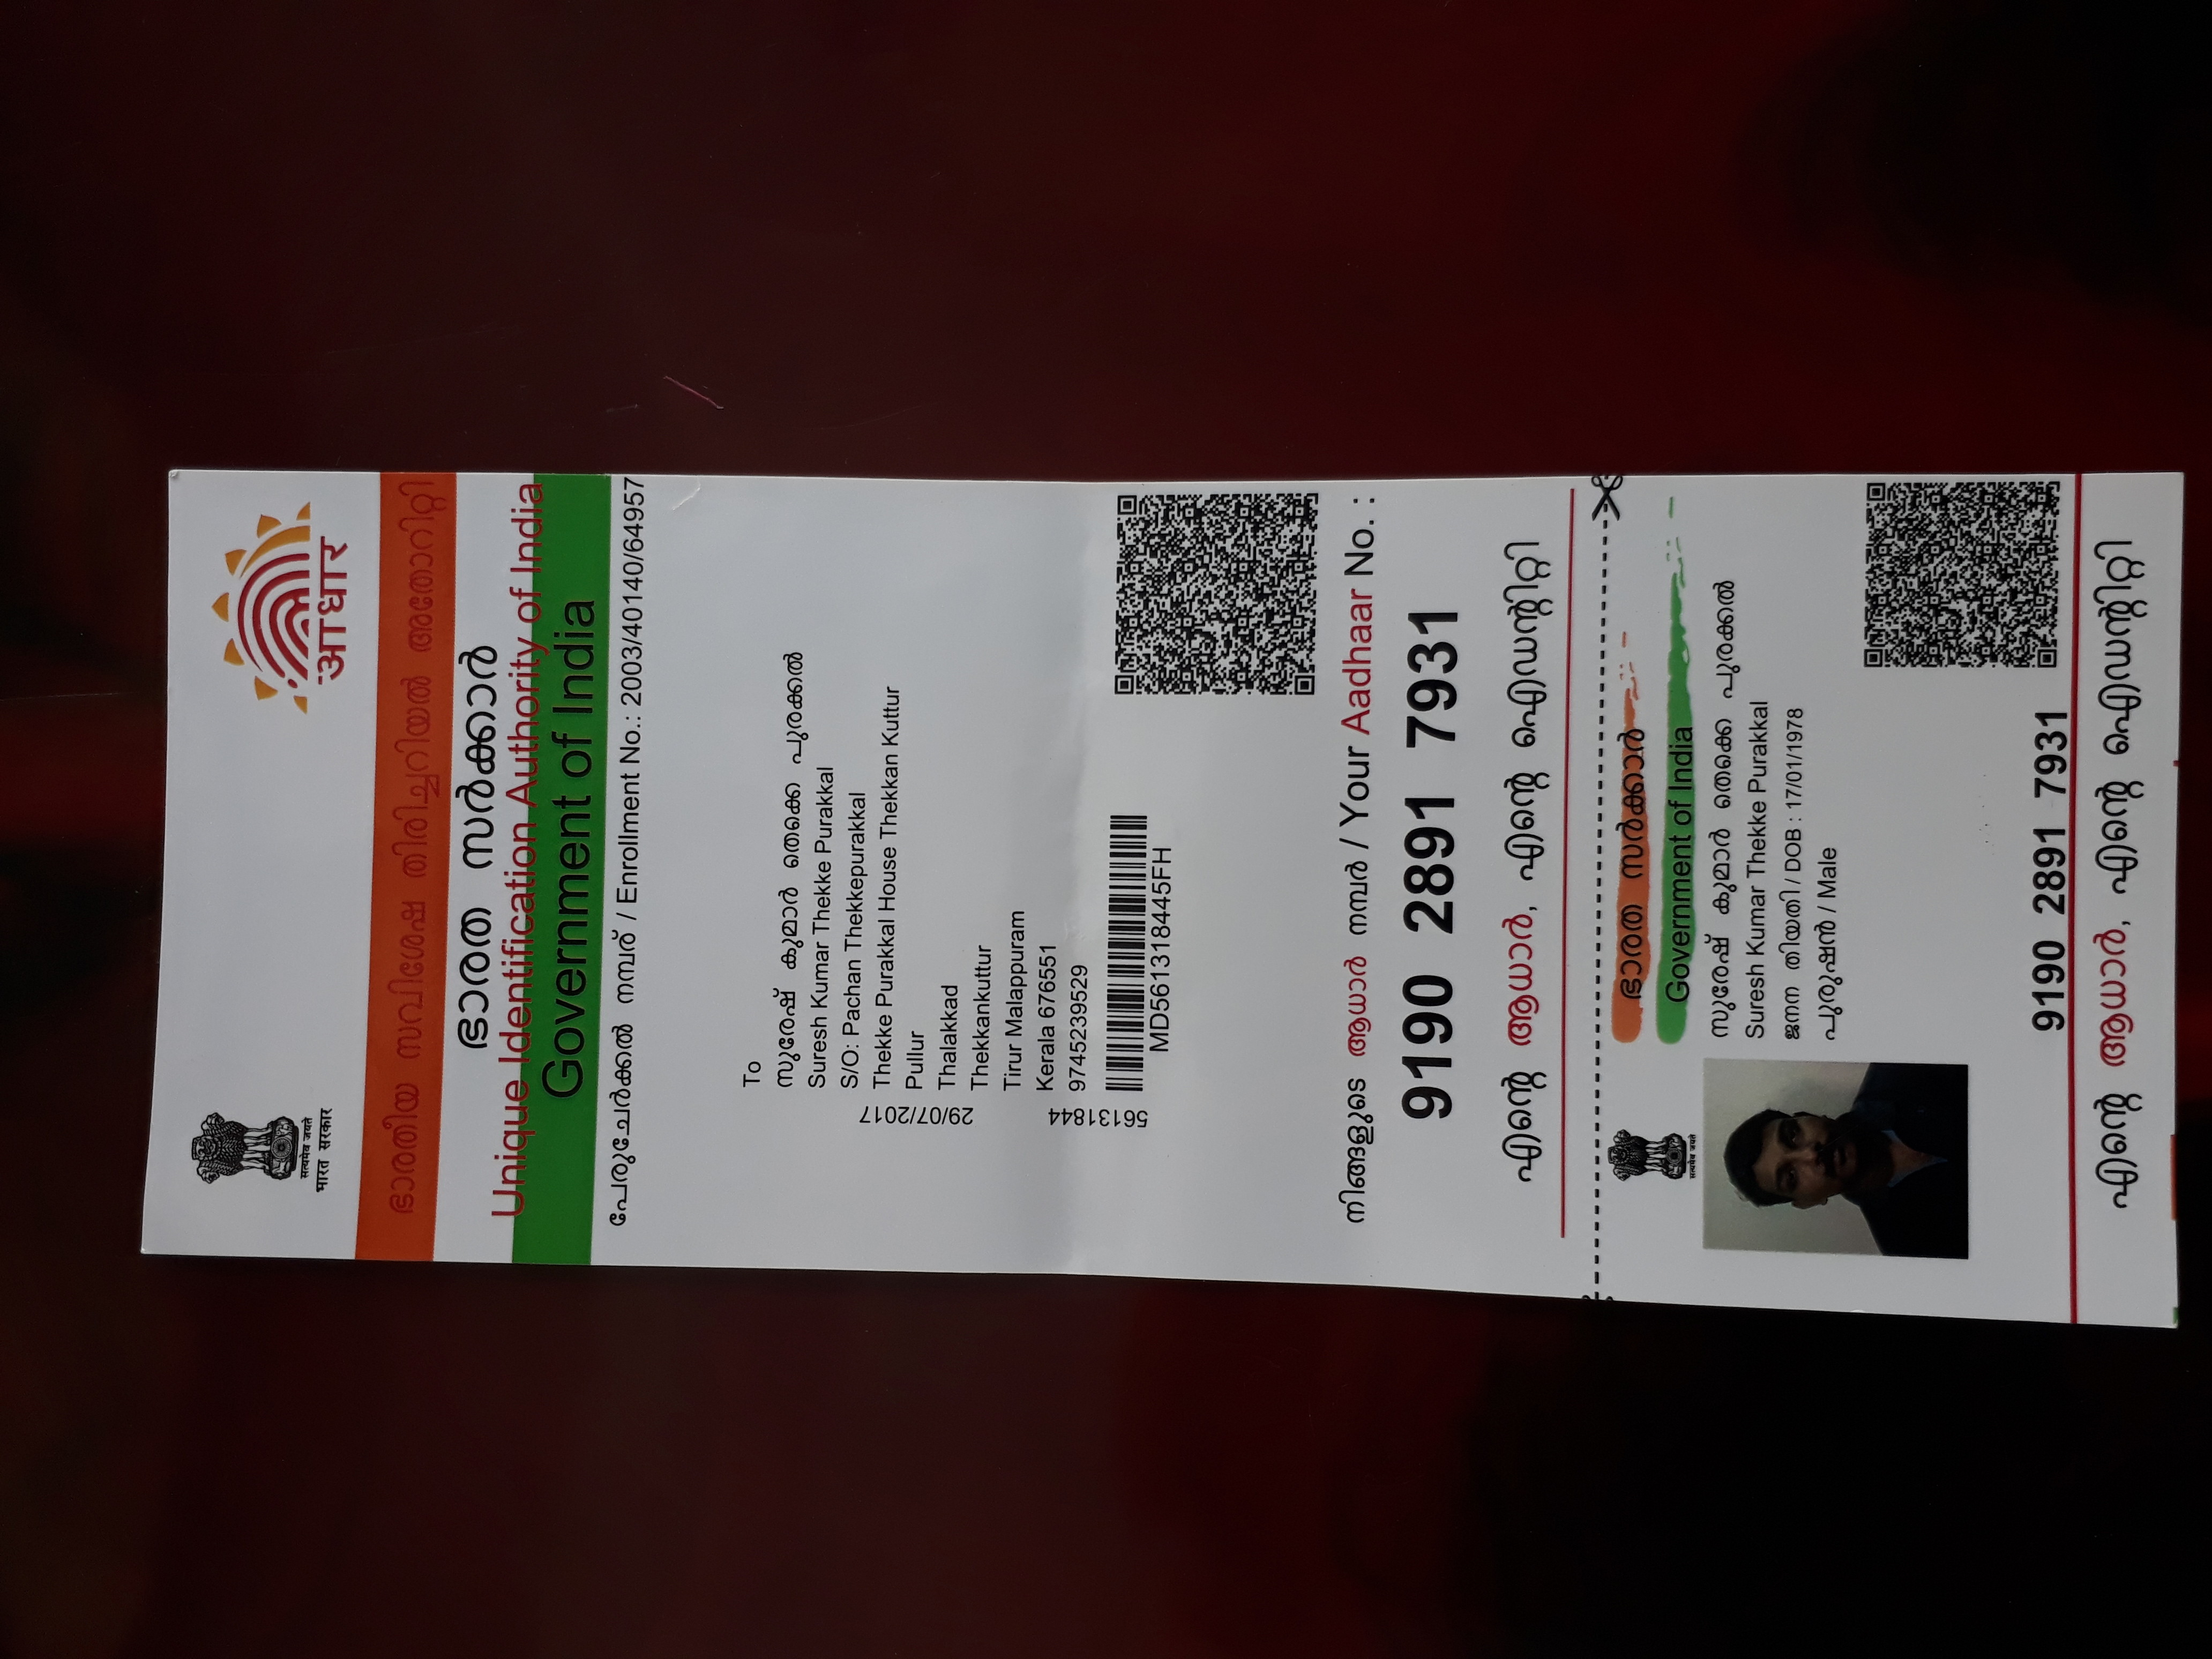 सत्यमेव जयते
भारत सरकार
आधार
ഭാരതീയ സവിശേഷ തിരിച്ചറിയൽ അതോറിറ്റി
ഭാരത സർക്കാർ
Unique Identification Authority of India
Government of India
പേരുചേർക്കൽ നമ്പര് / Enrollment No.: 2003/40140/64957
To
സുരേഷ് കുമാർ തെക്കെ പുരക്കൽ
Suresh Kumar Thekke Purakkal
S/O: Pachan Thekkepurakkal
Thekke Purakkal House Thekkan Kuttur
Pullur
Thalakkad
Thekkankuttur
Tirur Malappuram
Kerala 676551
9745239529
29/07/2017
56131844
MD561318445FH
നിങ്ങളുടെ ആധാർ നമ്പർ / Your Aadhaar No. :
9190 2891 7931
എന്റെ ആധാർ, എന്റെ ഐഡന്റിറ്റി
सत्यमेव जयते
ഭാരത സർക്കാർ
Government of India
സുരേഷ് കുമാർ തെക്കെ പുരക്കൽ
Suresh Kumar Thekke Purakkal
ജനന തിയതി / DOB : 17/01/1978
പുരുഷൻ / Male
9190 2891 7931
എന്റെ ആധാർ, എന്റെ ഐഡന്റിറ്റി